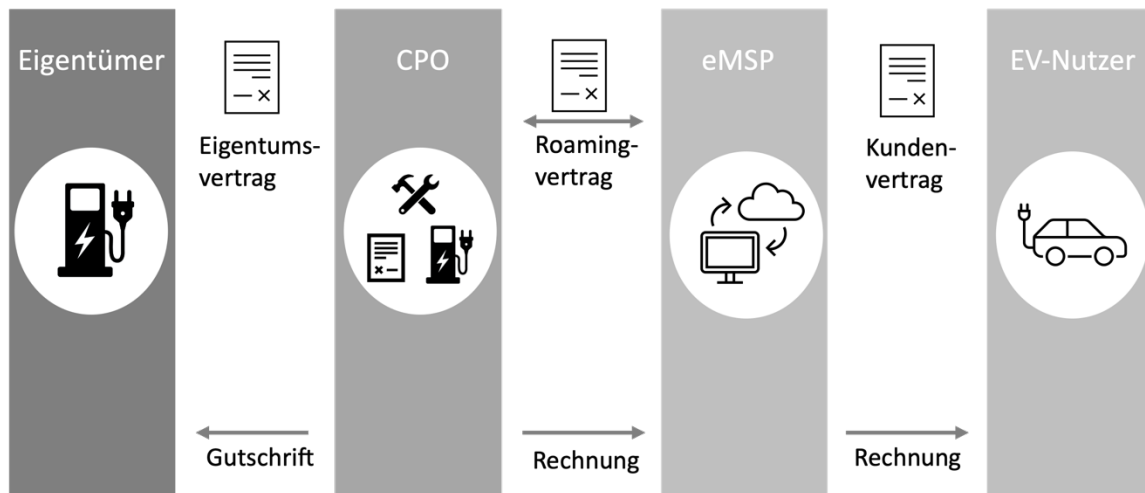 Eigentümer
CPO
eMSP
EV-Nutzer
Eigentums-
vertrag
Roaming-
vertrag
Kunden-
vertrag
Gutschrift
Rechnung
Rechnung